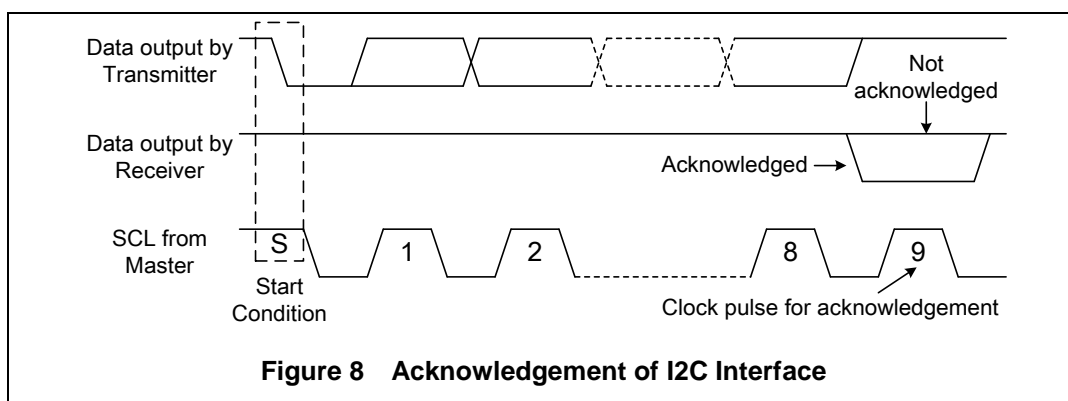 Data output by
Transmitter
Not
acknowledged
Data output by
Receiver
Acknowledged
SCL from
Master
S
1
2
8
9
Start
Condition
Clock pulse for acknowledgement
Figure 8 Acknowledgement of I2C Interface